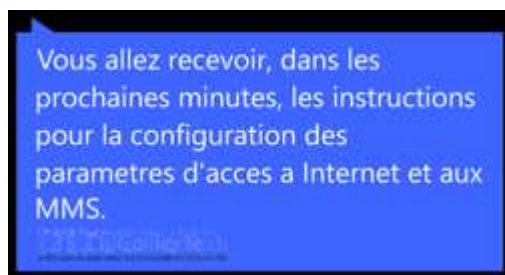 Vous allez recevoir, dans les
prochaines minutes, les instructions
pour la configuration des
parametres d'acces a Internet et aux
MMS.